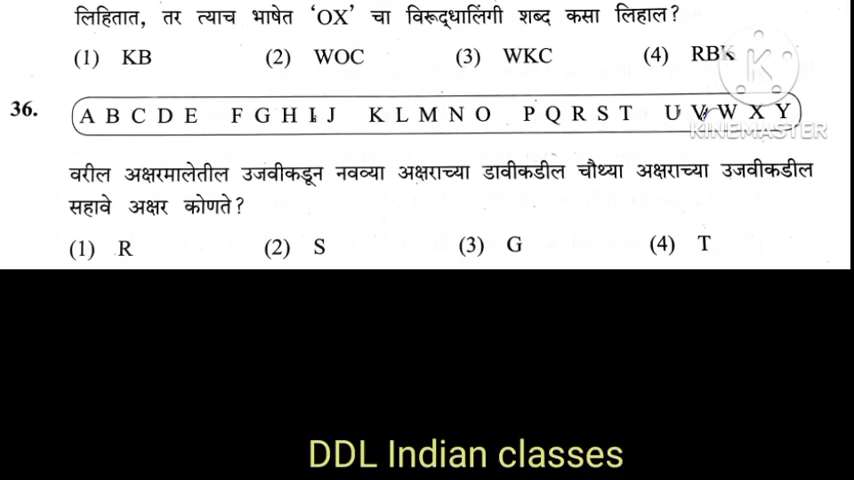 लिहितात, तर त्याच भाषेत ‘OX’ चा विरूद्धालिंगी शब्द कसा लिहाल?
(1) KB (2) WOC (3) WKC (4) RBK
36. A B C D E F G H I J K L M N O P Q R S T U V W X Y
KINEMASTER
वरील अक्षरमालेतील उजवीकडून नवव्या अक्षराच्या डावीकडील चौथ्या अक्षराच्या उजवीकडील
सहावे अक्षर कोणते?
(1) R (2) S (3) G (4) T
DDL Indian classes